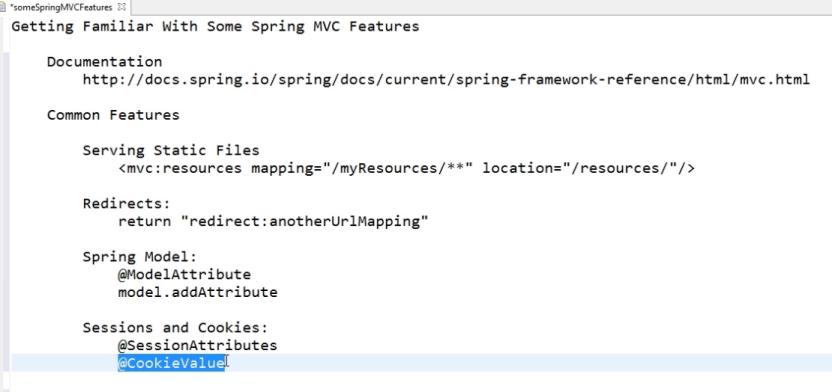 *someSpringMVCFeatures
Getting Familiar With Some Spring MVC Features
Documentation
http://docs.spring.io/spring/docs/current/spring-framework-reference/html/mvc.html
Common Features
Serving Static Files
<mvc:resources mapping="/myResources/**" location="/resources/"/>
Redirects:
return "redirect:anotherUrlMapping"
Spring Model:
@ModelAttribute
model.addAttribute
Sessions and Cookies:
@SessionAttributes
@CookieValue